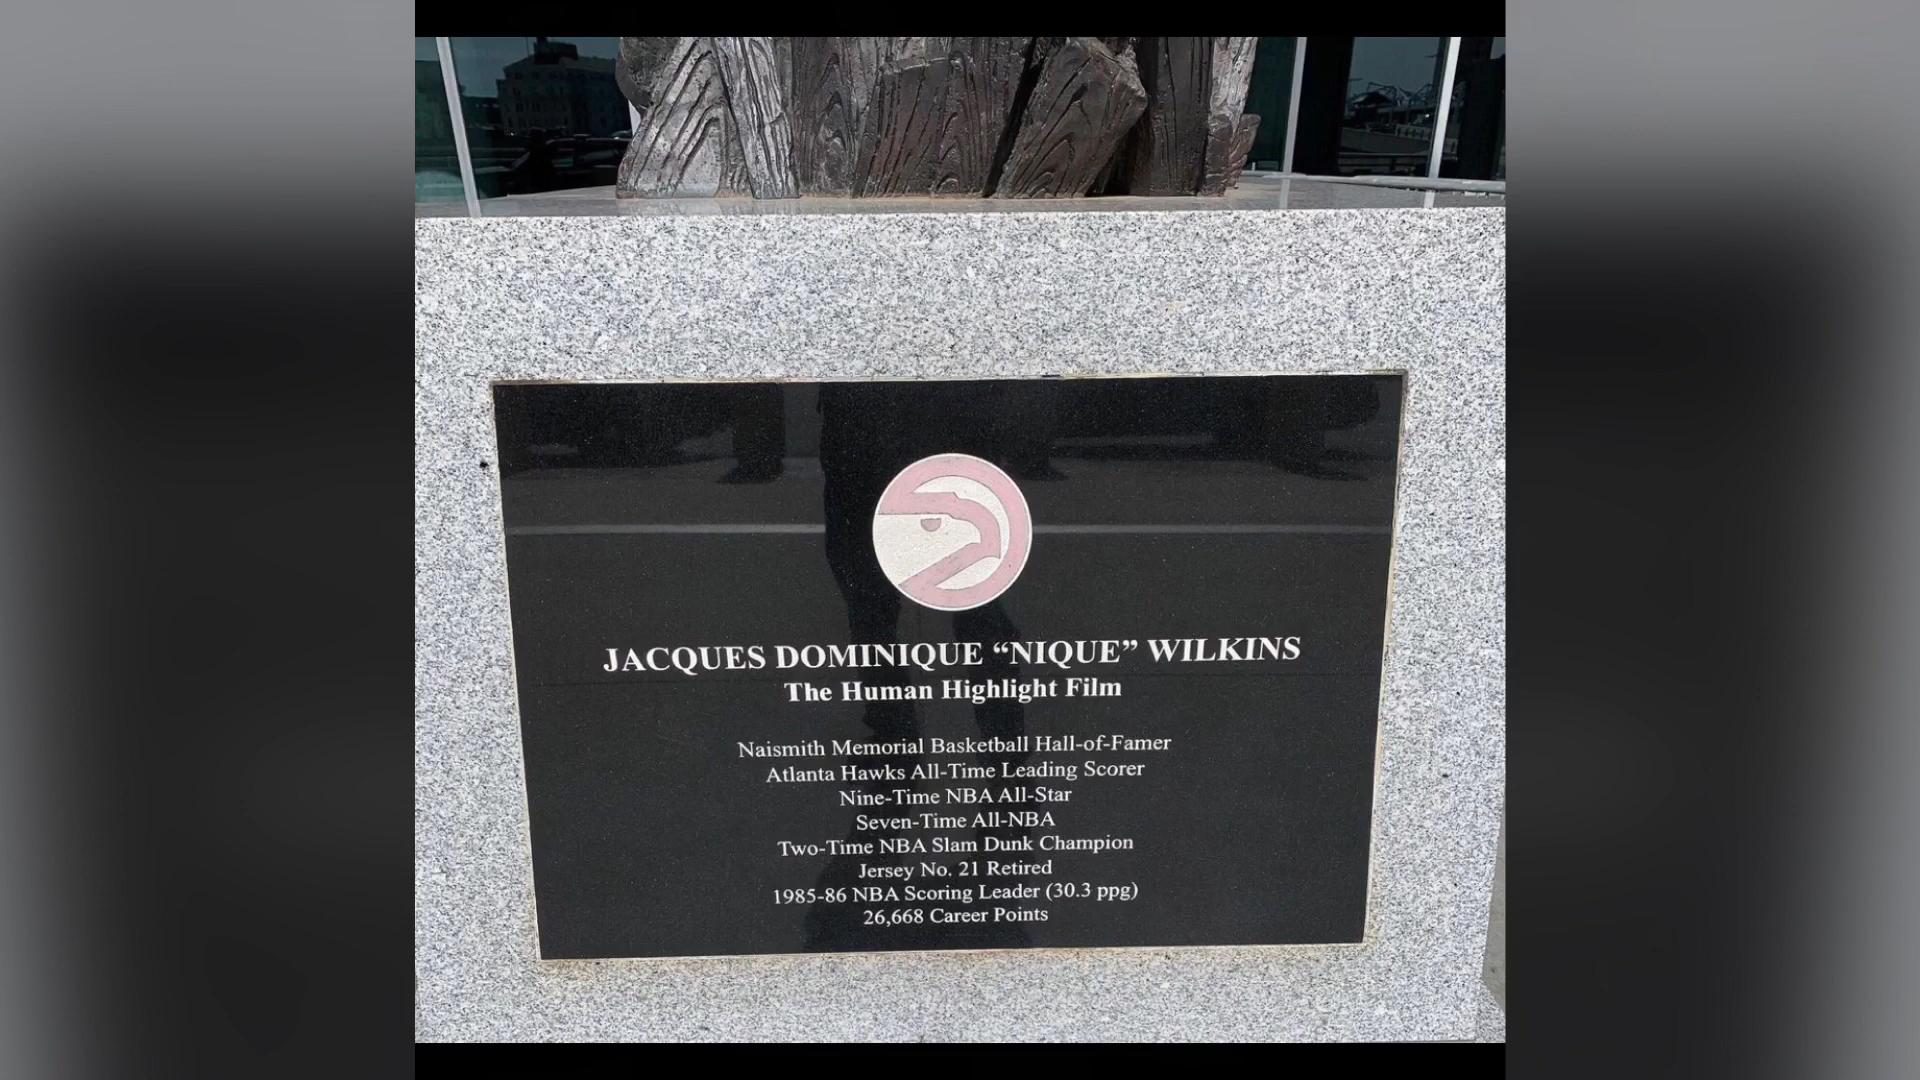 JACQUES DOMINIQUE “NIQUE” WILKINS
The Human Highlight Film
Naismith Memorial Basketball Hall-of-Famer
Atlanta Hawks All-Time Leading Scorer
Nine-Time NBA All-Star
Seven-Time All-NBA
Two-Time NBA Slam Dunk Champion
Jersey No. 21 Retired
1985-86 NBA Scoring Leader (30.3 ppg)
26,668 Career Points